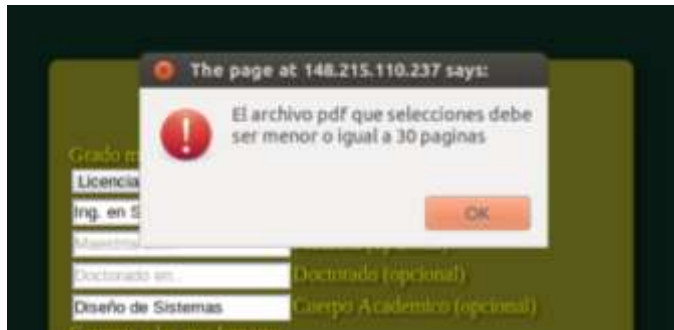 The page at 148.215.110.237 says:
El archivo pdf que selecciones debe
ser menor o igual a 30 paginas
OK
Grado m
Licencia
Ing. en S
Doctorado en.. Doctorado (opcional)
Diseño de Sistemas Cuerpo Academico (opcional)